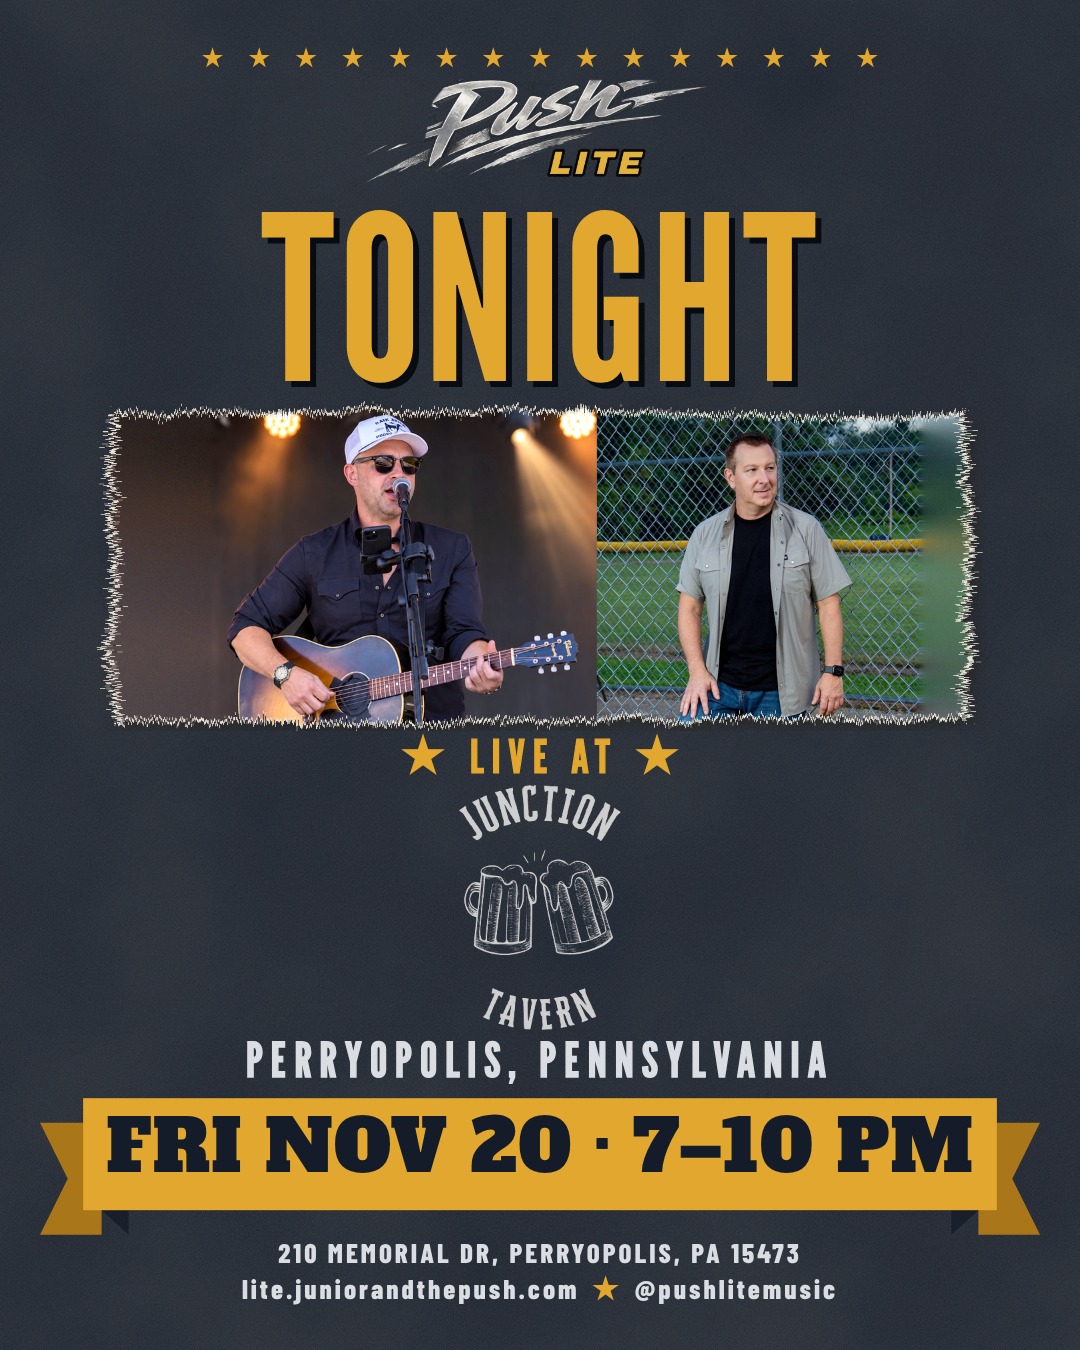 Push
LITE
TONIGHT
LIVE AT
JUNCTION
TAVERN
PERRYOPOLIS, PENNSYLVANIA
FRI NOV 20 · 7–10 PM
210 MEMORIAL DR, PERRYOPOLIS, PA 15473
lite.juniorandthepush.com ★ @pushlitemusic